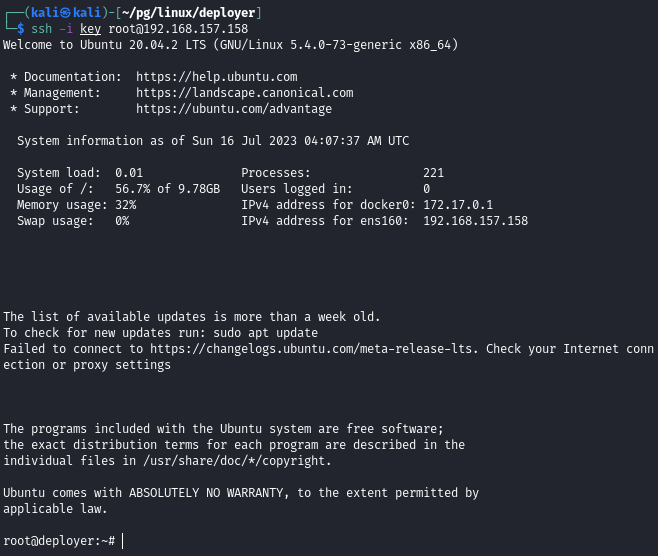 ┌──(kali㉿kali)-[~/pg/linux/deployer]
└─$ ssh -i key root@192.168.157.158
Welcome to Ubuntu 20.04.2 LTS (GNU/Linux 5.4.0-73-generic x86_64)
* Documentation:  https://help.ubuntu.com
* Management:     https://landscape.canonical.com
* Support:        https://ubuntu.com/advantage
System information as of Sun 16 Jul 2023 04:07:37 AM UTC
System load:  0.01              Processes:                221
Usage of /:   56.7% of 9.78GB   Users logged in:          0
Memory usage: 32%               IPv4 address for docker0: 172.17.0.1
Swap usage:   0%                IPv4 address for ens160:  192.168.157.158
The list of available updates is more than a week old.
To check for new updates run: sudo apt update
Failed to connect to https://changelogs.ubuntu.com/meta-release-lts. Check your Internet conn
ection or proxy settings
The programs included with the Ubuntu system are free software;
the exact distribution terms for each program are described in the
individual files in /usr/share/doc/*/copyright.
Ubuntu comes with ABSOLUTELY NO WARRANTY, to the extent permitted by
applicable law.
root@deployer:~#